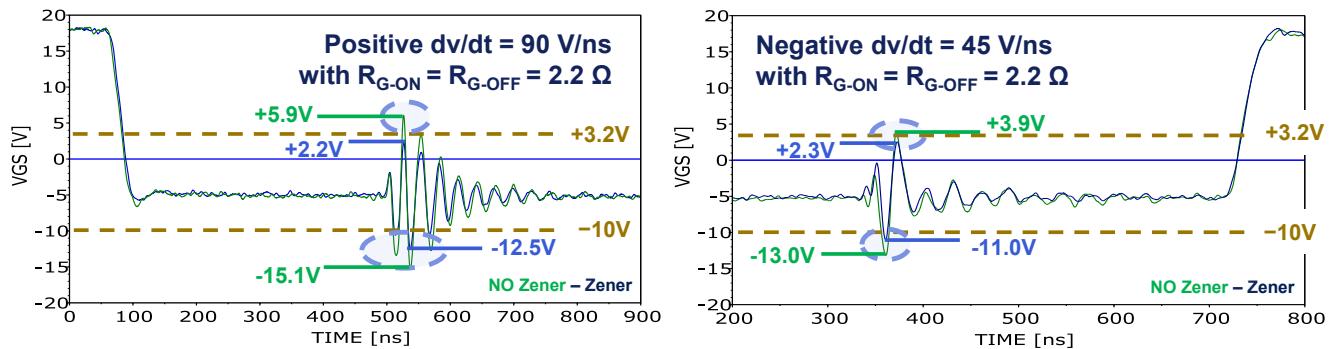 Positive dv/dt = 90 V/ns
with RG-ON = RG-OFF = 2.2 Ω
VGS [V]
20
15
10
5
0
-5
-10
-15
-20
+5.9V
+3.2V
+2.2V
−10V
-12.5V
-15.1V
NO Zener – Zener
0
100
200
300
400
500
600
700
800
900
TIME [ns]
Negative dv/dt = 45 V/ns
with RG-ON = RG-OFF = 2.2 Ω
VGS [V]
20
15
10
5
0
-5
-10
-15
-20
+3.9V
+3.2V
+2.3V
−10V
-11.0V
-13.0V
NO Zener – Zener
200
300
400
500
600
700
800
TIME [ns]